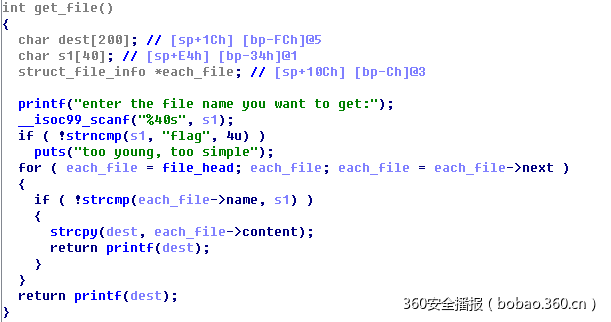 int get_file()
{
  char dest[200]; // [sp+1Ch] [bp-FCh]@5
  char s1[40]; // [sp+E4h] [bp-34h]@1
  struct_file_info *each_file; // [sp+10Ch] [bp-Ch]@3

  printf("enter the file name you want to get:");
  __isoc99_scanf("%40s", s1);
  if ( !strncmp(s1, "flag", 4u) )
    puts("too young, too simple");
  for ( each_file = file_head; each_file; each_file = each_file->next )
  {
    if ( !strcmp(each_file->name, s1) )
    {
      strcpy(dest, each_file->content);
      return printf(dest);
    }
  }
  return printf(dest);
}
360安全播报（bobao.360.cn）